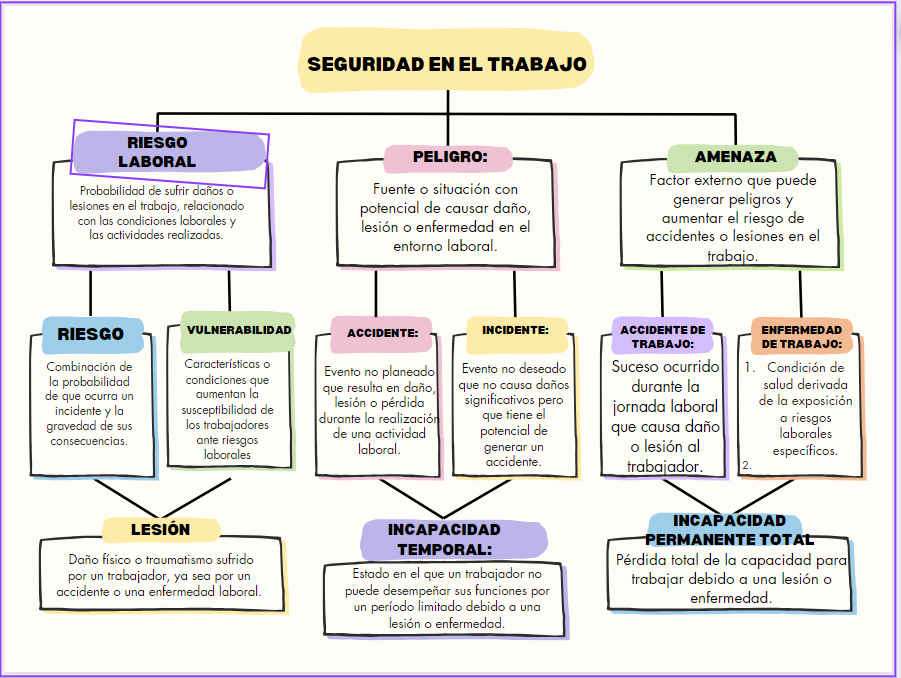 SEGURIDAD EN EL TRABAJO
RIESGO
LABORAL
Probabilidad de sufrir daños o
lesiones en el trabajo, relacionado
con las condiciones laborales y
las actividades realizadas.
PELIGRO:
Fuente o situación con
potencial de causar daño,
lesión o enfermedad en el
entorno laboral.
AMENAZA
Factor externo que puede
generar peligros y
aumentar el riesgo de
accidentes o lesiones en el
trabajo.
RIESGO
Combinación de
la probabilidad
de que ocurra un
incidente y la
gravedad de sus
consecuencias.
VULNERABILIDAD
Características o
condiciones que
aumentan la
susceptibilidad de
los trabajadores
ante riesgos
laborales
ACCIDENTE:
Evento no planeado
que resulta en daño,
lesión o pérdida
durante la realización
de una actividad
laboral.
INCIDENTE:
Evento no deseado
que no causa daños
significativos pero
que tiene el
potencial de
generar un
accidente.
ACCIDENTE DE
TRABAJO:
Suceso ocurrido
durante la
jornada laboral
que causa daño
o lesión al
trabajador.
ENFERMEDAD
DE TRABAJO:
1. Condición de
salud derivada
de la exposición
a riesgos
laborales
específicos.
2.
LESIÓN
Daño físico o traumatismo sufrido
por un trabajador, ya sea por un
accidente o una enfermedad laboral.
INCAPACIDAD
TEMPORAL:
Estado en el que un trabajador no
puede desempeñar sus funciones por
un período limitado debido a una
lesión o enfermedad.
INCAPACIDAD
PERMANENTE TOTAL
Pérdida total de la capacidad para
trabajar debido a una lesión o
enfermedad.